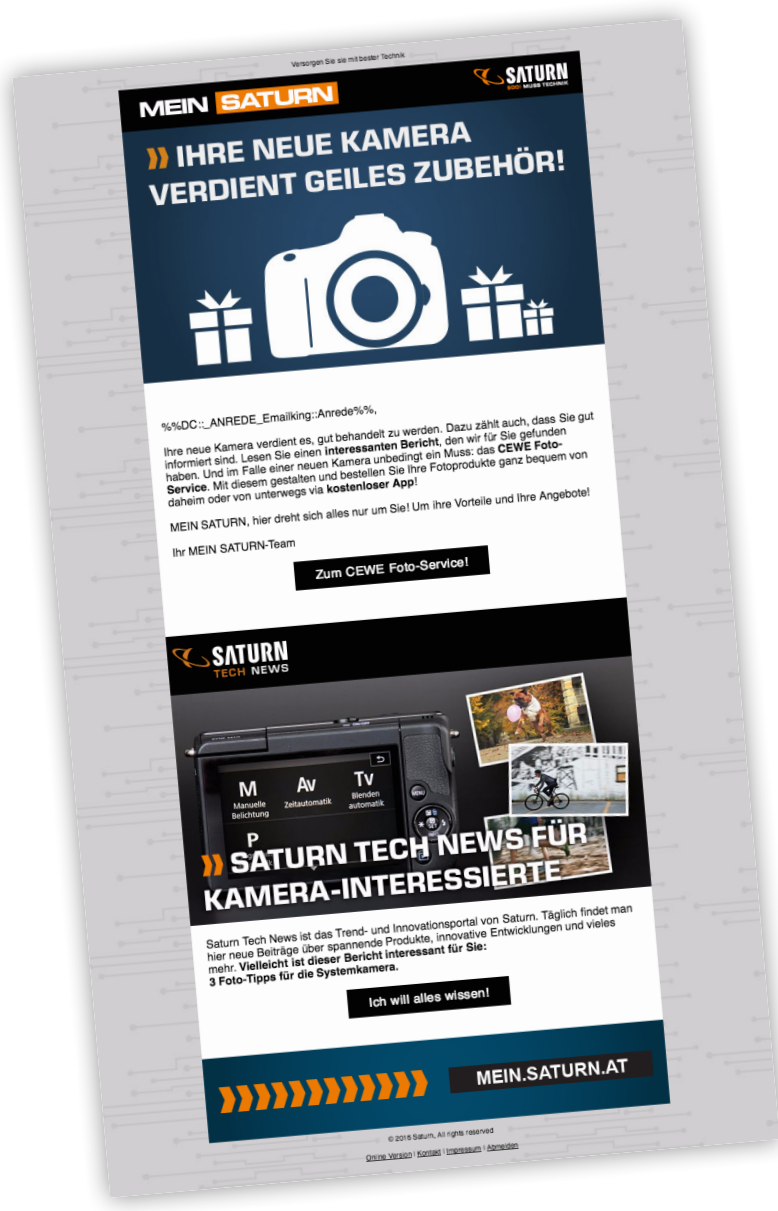 Versorgen Sie sie mit bester Technik
MEIN SATURN
SATURN
SOO! MUSS TECHNIK
IHRE NEUE KAMERA
VERDIENT GEILES ZUBEHÖR!
%%DC::_ANREDE_Emailking::Anrede%%,
Ihre neue Kamera verdient es, gut behandelt zu werden. Dazu zählt auch, dass Sie gut
informiert sind. Lesen Sie einen interessanten Bericht, den wir für Sie gefunden
haben. Und im Falle einer neuen Kamera unbedingt ein Muss: das CEWE Foto-
Service. Mit diesem gestalten und bestellen Sie Ihre Fotoprodukte ganz bequem von
daheim oder von unterwegs via kostenloser App!
MEIN SATURN, hier dreht sich alles nur um Sie! Um ihre Vorteile und Ihre Angebote!
Ihr MEIN SATURN-Team
Zum CEWE Foto-Service!
SATURN
TECH NEWS
M
Manuelle
Belichtung
Av
Zeitautomatik
Tv
Blenden
automatik
MENU
P
SATURN TECH NEWS FÜR
KAMERA-INTERESSIERTE
Saturn Tech News ist das Trend- und Innovationsportal von Saturn. Täglich findet man
hier neue Beiträge über spannende Produkte, innovative Entwicklungen und vieles
mehr. Vielleicht ist dieser Bericht interessant für Sie:
3 Foto-Tipps für die Systemkamera.
Ich will alles wissen!
MEIN.SATURN.AT
© 2016 Saturn, All rights reserved
Online Version | Kontakt | Impressum | Abmelden